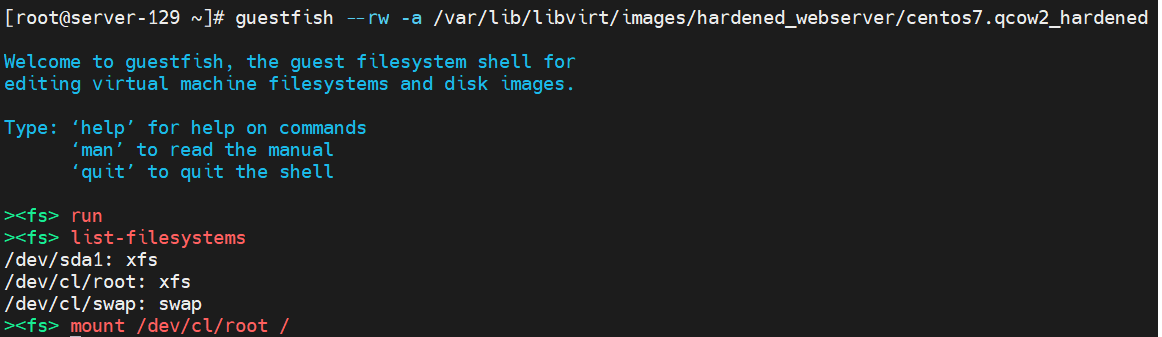 [root@server-129 ~]# guestfish --rw -a /var/lib/libvirt/images/hardened_webserver/centos7.qcow2_hardened
Welcome to guestfish, the guest filesystem shell for
editing virtual machine filesystems and disk images.
Type: ‘help’ for help on commands
‘man’ to read the manual
‘quit’ to quit the shell
><fs> run
><fs> list-filesystems
/dev/sda1: xfs
/dev/cl/root: xfs
/dev/cl/swap: swap
><fs> mount /dev/cl/root /